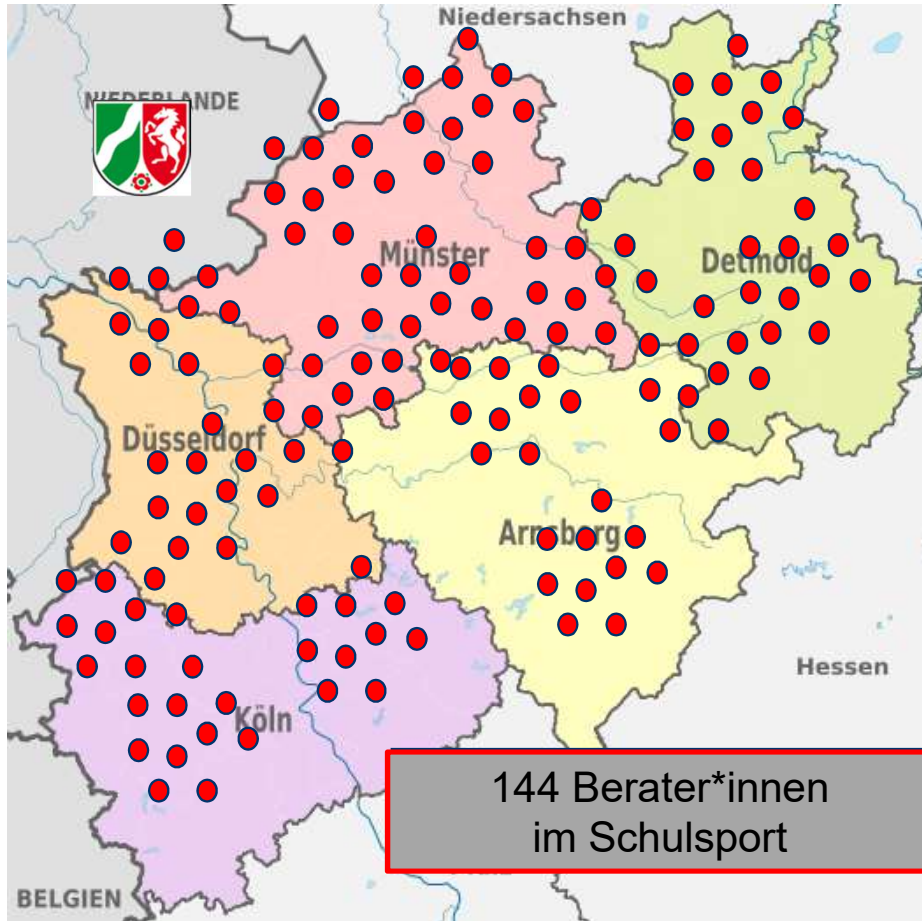 Niedersachsen
NIEDERLANDE
Münster
Detmold
Düsseldorf
Arnsberg
Hessen
Köln
144 Berater*innen
im Schulsport
BELGIEN